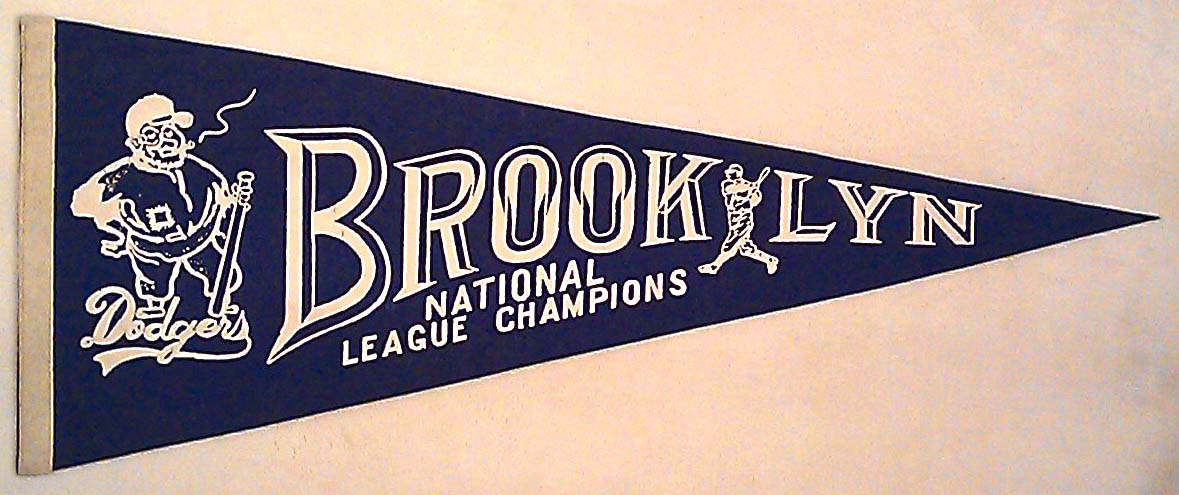 Dodgers
BROOKLYN
NATIONAL
LEAGUE CHAMPIONS